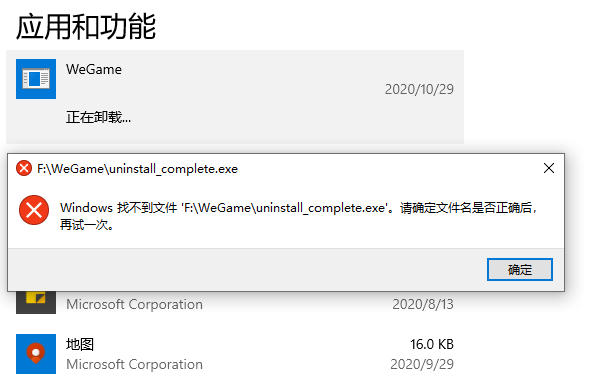 应用和功能
WeGame
2020/10/29
正在卸载...
F:\WeGame\uninstall_complete.exe
Windows 找不到文件 'F:\WeGame\uninstall_complete.exe'。请确定文件名是否正确后，
再试一次。
确定
Microsoft Corporation 2020/8/13
地图 16.0 KB
Microsoft Corporation 2020/9/29